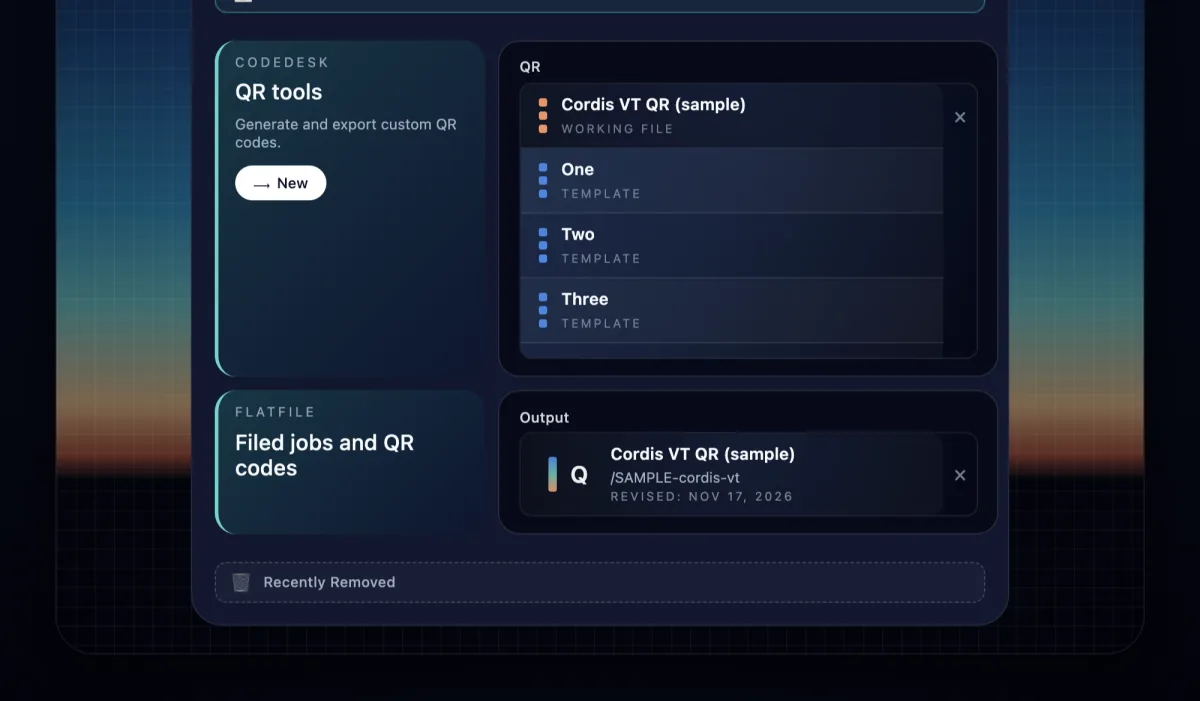 CODEDESK
QR tools
Generate and export custom QR
codes.
→ New
QR
Cordis VT QR (sample)
WORKING FILE
×
One
TEMPLATE
Two
TEMPLATE
Three
TEMPLATE
FLATFILE
Filed jobs and QR
codes
Output
Q
Cordis VT QR (sample)
/SAMPLE-cordis-vt
REVISED: NOV 17, 2026
×
Recently Removed